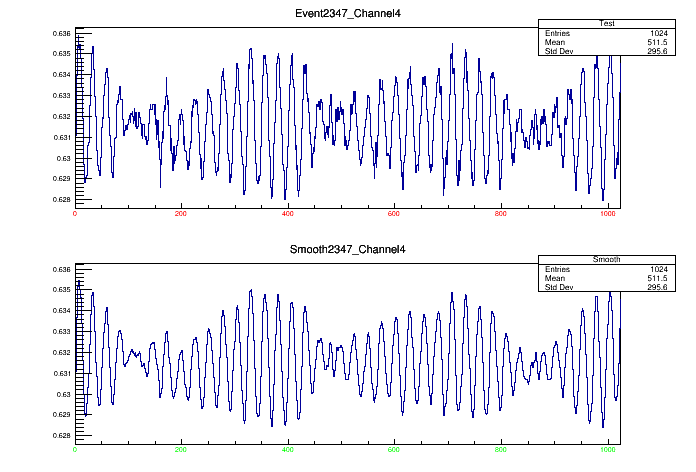 Event2347_Channel4
Test
Entries 1024
Mean 511.5
Std Dev 295.6
0.636
0.635
0.634
0.633
0.632
0.631
0.63
0.629
0.628
0 200 400 600 800 1000
Smooth2347_Channel4
Smooth
Entries 1024
Mean 511.5
Std Dev 295.6
0.636
0.635
0.634
0.633
0.632
0.631
0.63
0.629
0.628
0 200 400 600 800 1000